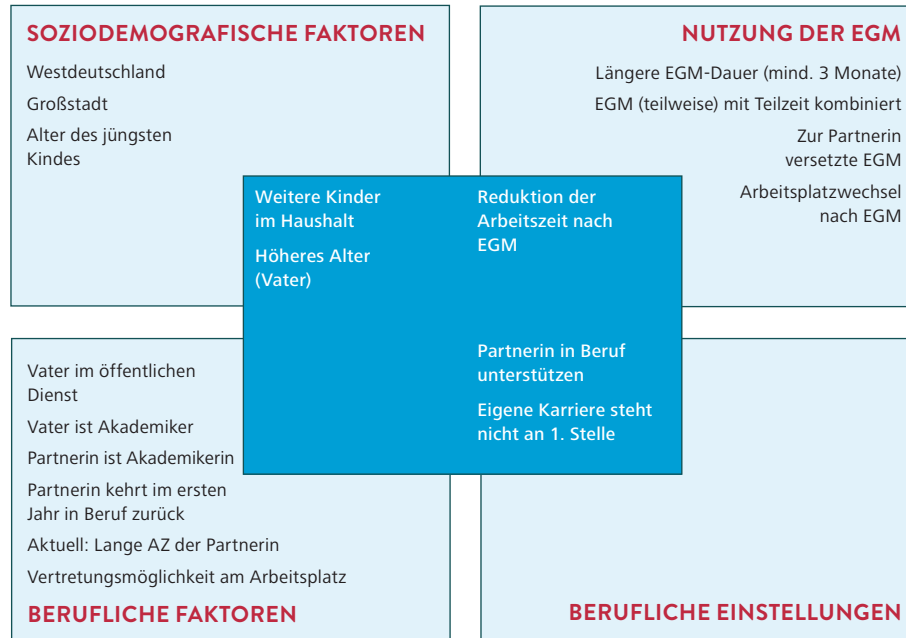 SOZIODEMOGRAFISCHE FAKTOREN
Westdeutschland
Großstadt
Alter des jüngsten
Kindes
NUTZUNG DER EGM
Längere EGM-Dauer (mind. 3 Monate)
EGM (teilweise) mit Teilzeit kombiniert
Zur Partnerin
versetzte EGM
Arbeitsplatzwechsel
nach EGM
Weitere Kinder
im Haushalt
Höheres Alter
(Vater)
Reduktion der
Arbeitszeit nach
EGM
Partnerin in Beruf
unterstützen
Eigene Karriere steht
nicht an 1. Stelle
Vater im öffentlichen
Dienst
Vater ist Akademiker
Partnerin ist Akademikerin
Partnerin kehrt im ersten
Jahr in Beruf zurück
Aktuell: Lange AZ der Partnerin
Vertretungsmöglichkeit am Arbeitsplatz
BERUFLICHE FAKTOREN
BERUFLICHE EINSTELLUNGEN